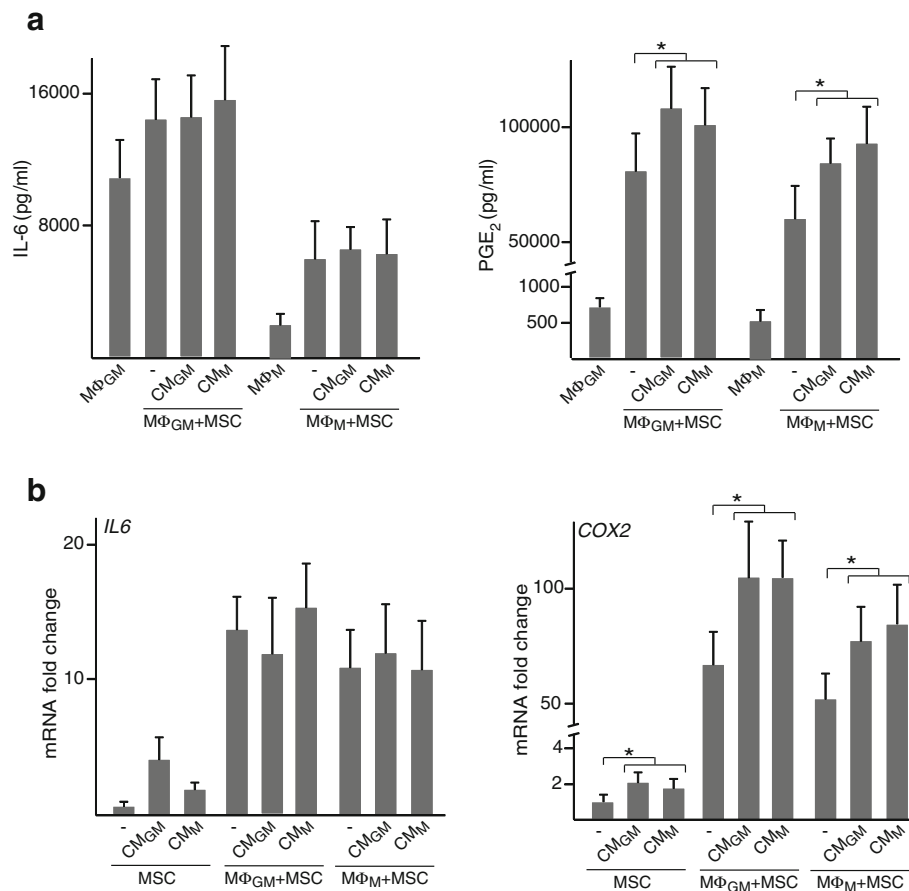 a
IL-6 (pg/ml)
16000
8000
MΦGM
-
CMGM
CMM
MΦM
-
CMGM
CMM
MΦGM+MSC
MΦM+MSC
PGE2 (pg/ml)
*
*
100000
50000
1000
500
MΦGM
-
CMGM
CMM
MΦM
-
CMGM
CMM
MΦGM+MSC
MΦM+MSC
b
IL6
mRNA fold change
20
10
-
CMGM
CMM
-
CMGM
CMM
-
CMGM
CMM
MSC
MΦGM+MSC
MΦM+MSC
COX2
mRNA fold change
*
*
*
100
50
4
2
-
CMGM
CMM
-
CMGM
CMM
-
CMGM
CMM
MSC
MΦGM+MSC
MΦM+MSC